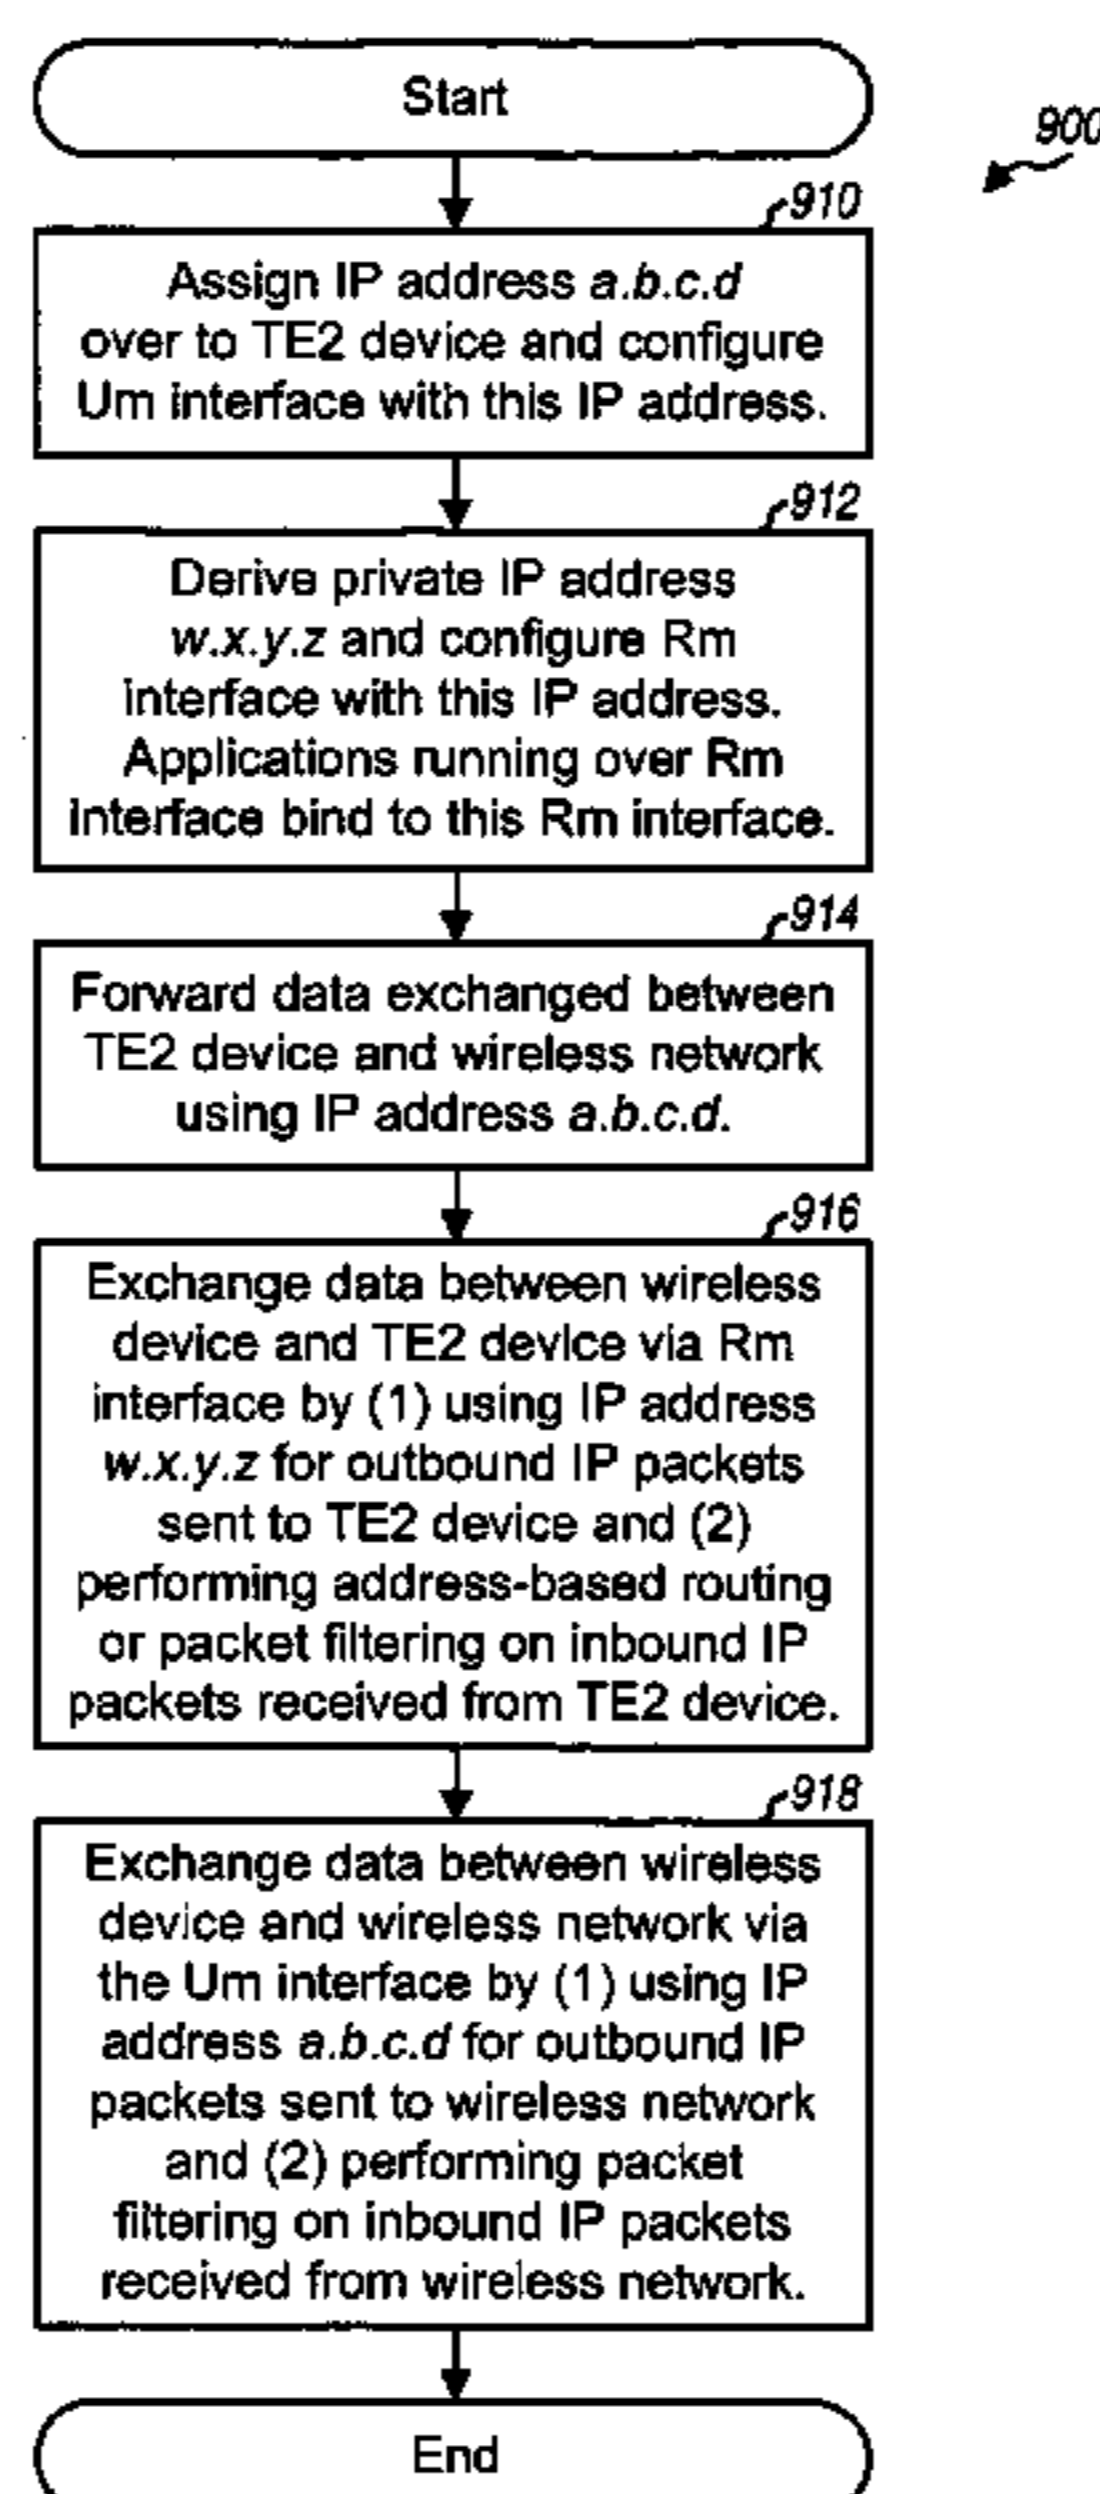 Start
900
910
Assign IP address a.b.c.d
over to TE2 device and configure
Um interface with this IP address.
912
Derive private IP address
w.x.y.z and configure Rm
interface with this IP address.
Applications running over Rm
interface bind to this Rm interface.
914
Forward data exchanged between
TE2 device and wireless network
using IP address a.b.c.d.
916
Exchange data between wireless
device and TE2 device via Rm
interface by (1) using IP address
w.x.y.z for outbound IP packets
sent to TE2 device and (2)
performing address-based routing
or packet filtering on inbound IP
packets received from TE2 device.
918
Exchange data between wireless
device and wireless network via
the Um interface by (1) using IP
address a.b.c.d for outbound IP
packets sent to wireless network
and (2) performing packet
filtering on inbound IP packets
received from wireless network.
End